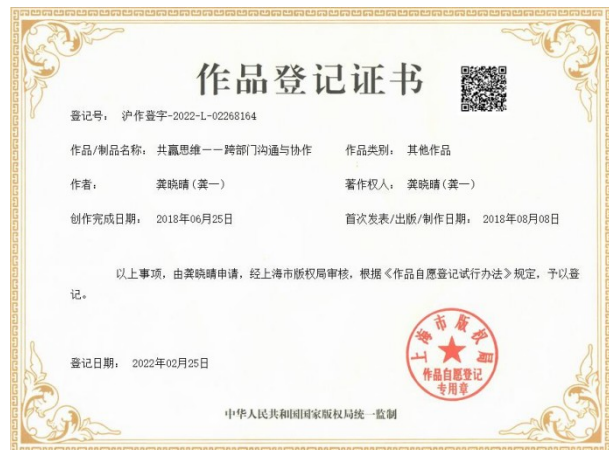 作品登记证书
登记号： 沪作登字-2022-L-02268164
作品/制品名称： 共赢思维——跨部门沟通与协作 作品类别： 其他作品
作者： 龚晓晴(龚一) 著作权人： 龚晓晴(龚一)
创作完成日期： 2018年06月25日 首次发表/出版/制作日期： 2018年08月08日
以上事项，由龚晓晴申请，经上海市版权局审核，根据《作品自愿登记试行办法》规定，予以登
记。
登记日期： 2022年02月25日
上海市版权局
作品自愿登记
专用章
中华人民共和国国家版权局统一监制